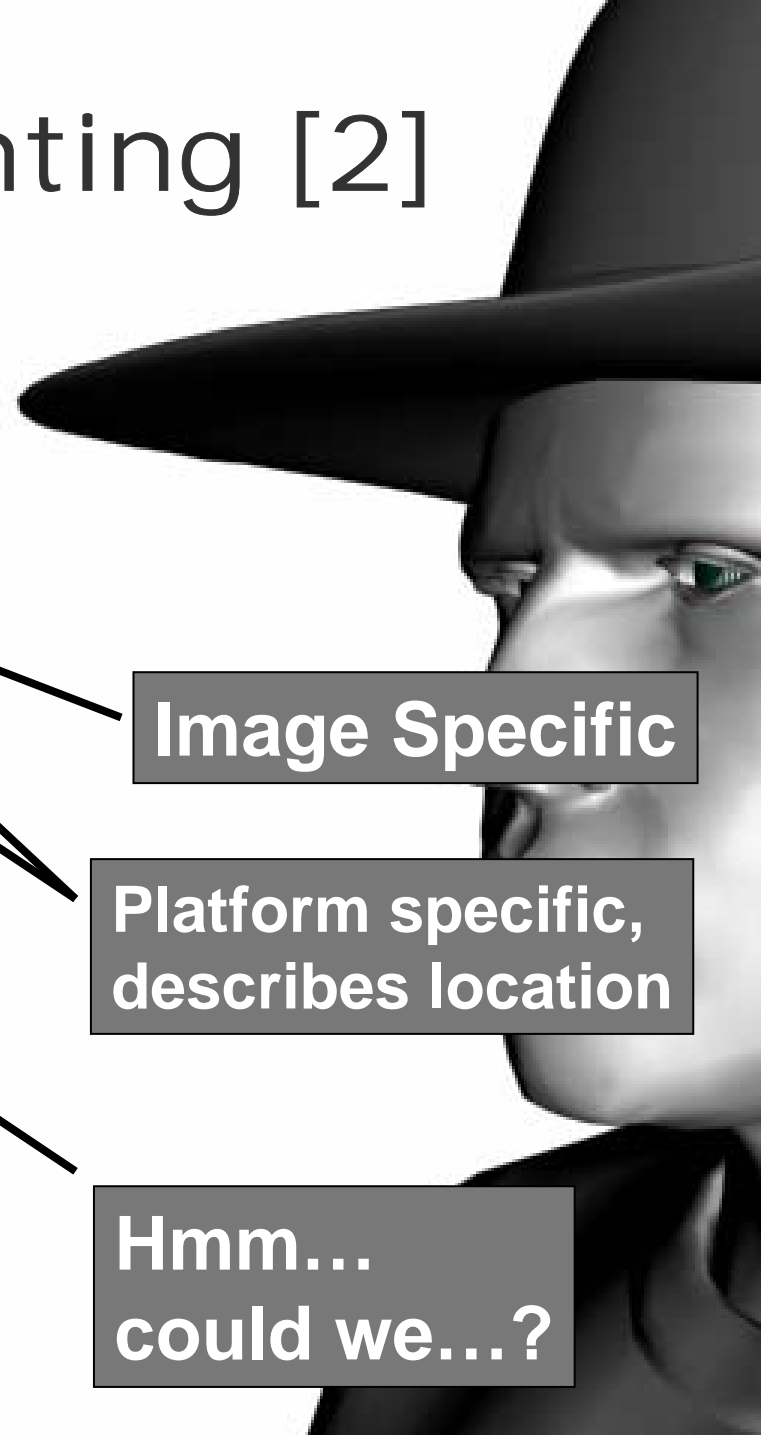 nting [2]
Image Specific
Platform specific,
describes location
Hmm…
could we…?